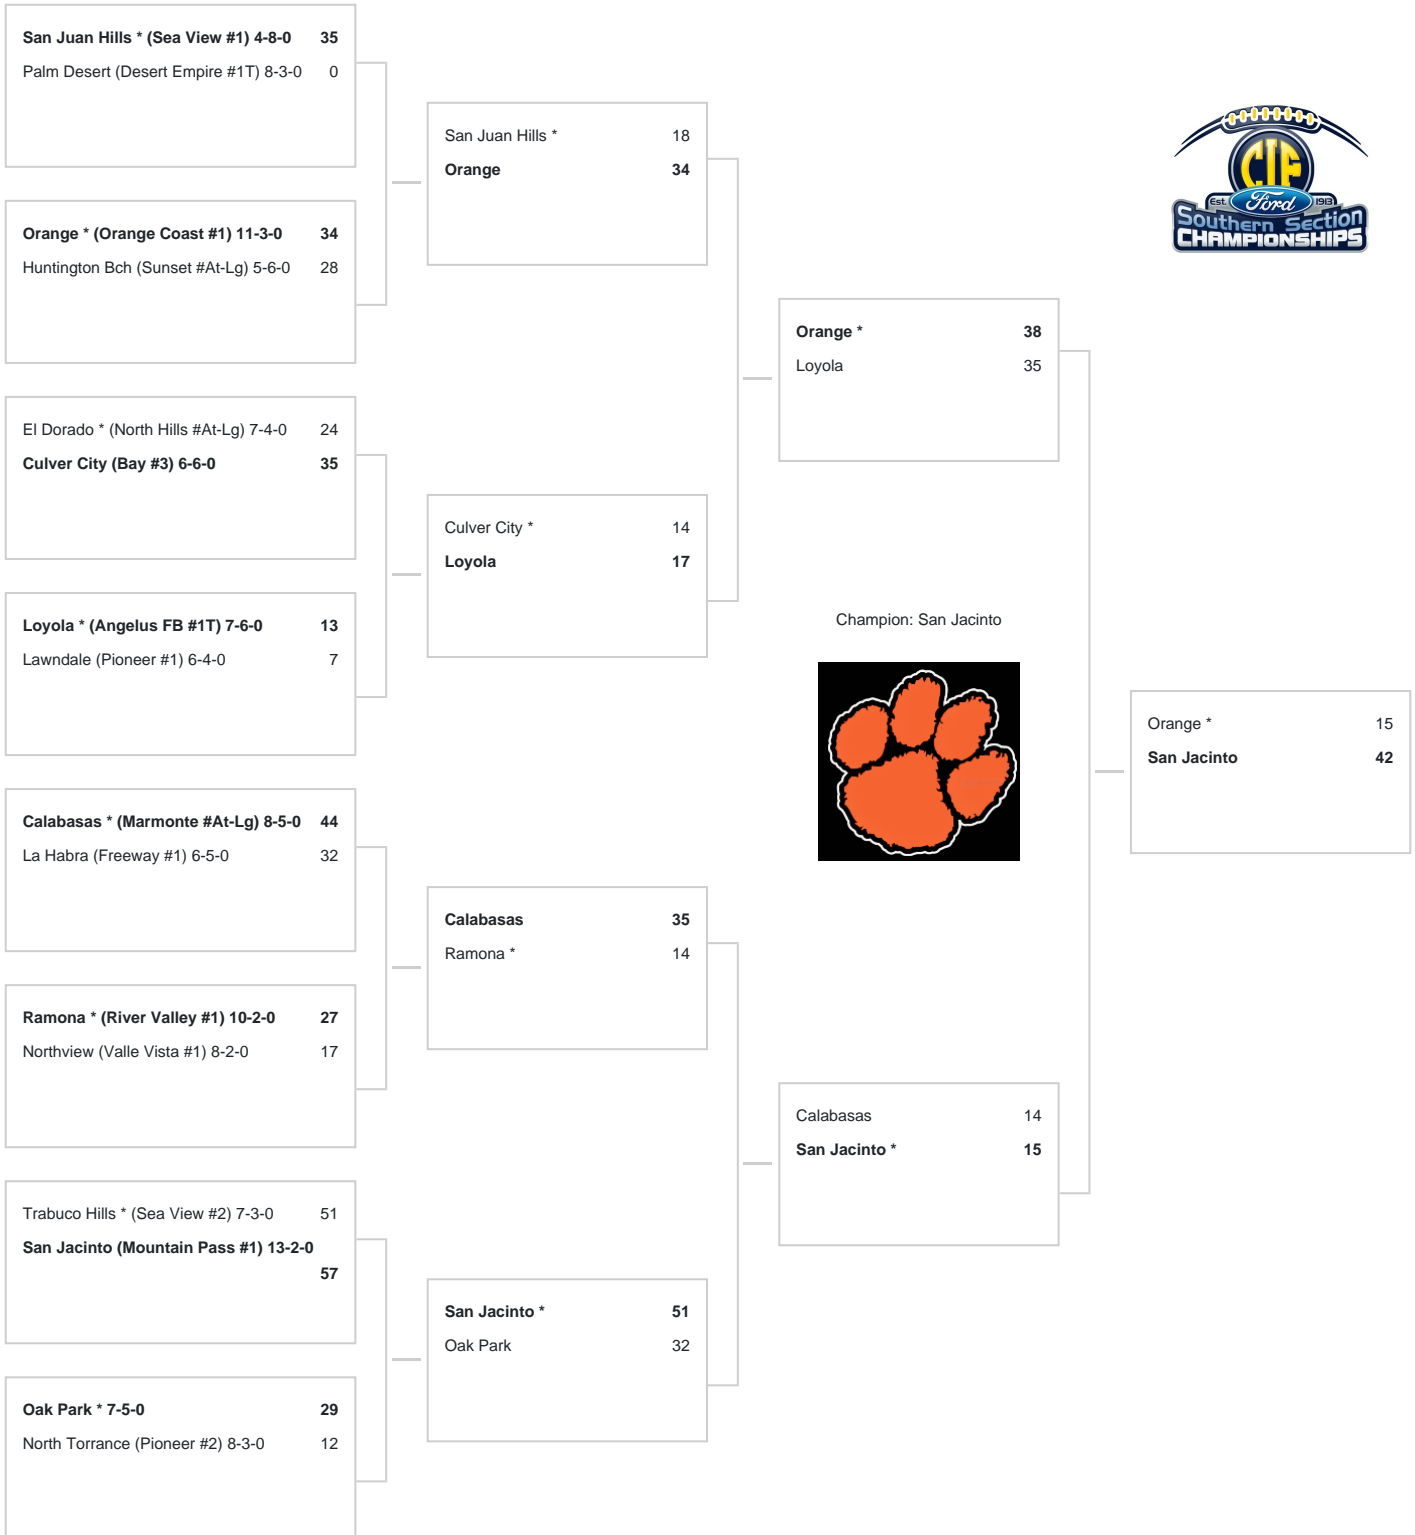 San Juan Hills * (Sea View #1) 4-8-0 35
Palm Desert (Desert Empire #1T) 8-3-0 0
Orange * (Orange Coast #1) 11-3-0 34
Huntington Bch (Sunset #At-Lg) 5-6-0 28
El Dorado * (North Hills #At-Lg) 7-4-0 24
Culver City (Bay #3) 6-6-0 35
Loyola * (Angelus FB #1T) 7-6-0 13
Lawndale (Pioneer #1) 6-4-0 7
Calabasas * (Marmonte #At-Lg) 8-5-0 44
La Habra (Freeway #1) 6-5-0 32
Ramona * (River Valley #1) 10-2-0 27
Northview (Valle Vista #1) 8-2-0 17
Trabuco Hills * (Sea View #2) 7-3-0 51
San Jacinto (Mountain Pass #1) 13-2-0
57
Oak Park * 7-5-0 29
North Torrance (Pioneer #2) 8-3-0 12
San Juan Hills * 18
Orange 34
Culver City * 14
Loyola 17
Calabasas 35
Ramona * 14
San Jacinto * 51
Oak Park 32
Orange * 38
Loyola 35
Calabasas 14
San Jacinto * 15
Champion: San Jacinto
Orange * 15
San Jacinto 42
CIF
Est. Ford 1913
Southern Section
CHAMPIONSHIPS